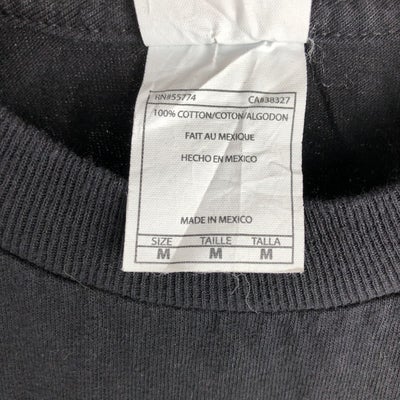 RN#55774 CA#38327
100% COTTON/COTON/ALGODON
FAIT AU MEXIQUE
HECHO EN MEXICO
MADE IN MEXICO
SIZE TAILLE TALLA
M M M